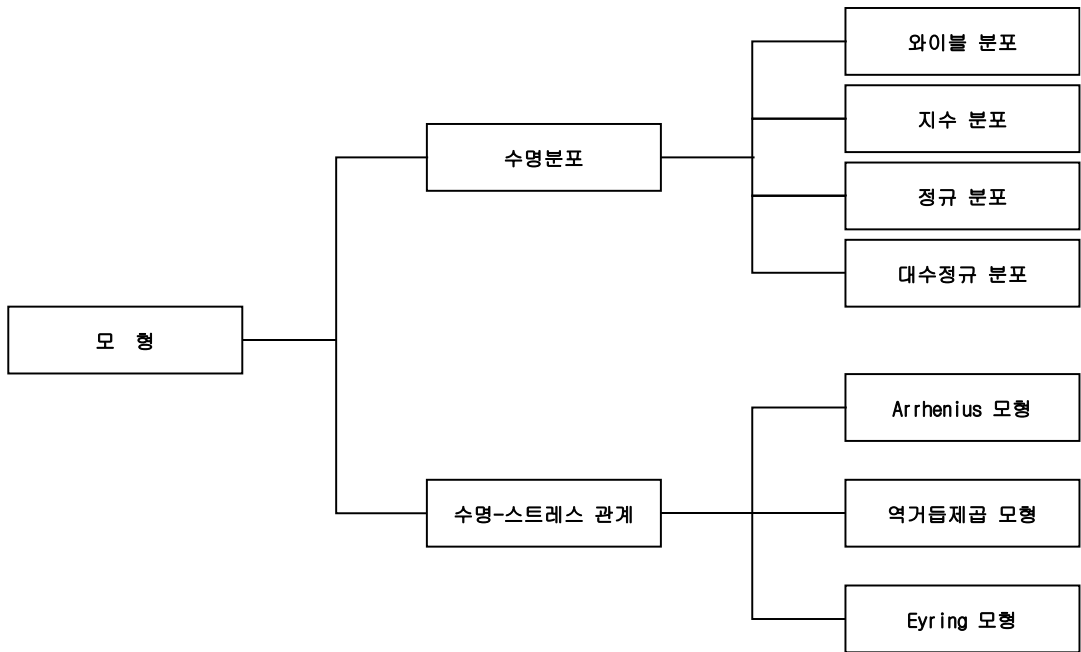 모 형
수명분포
와이블 분포
지수 분포
정규 분포
대수정규 분포
수명-스트레스 관계
Arrhenius 모형
역거듭제곱 모형
Eyring 모형